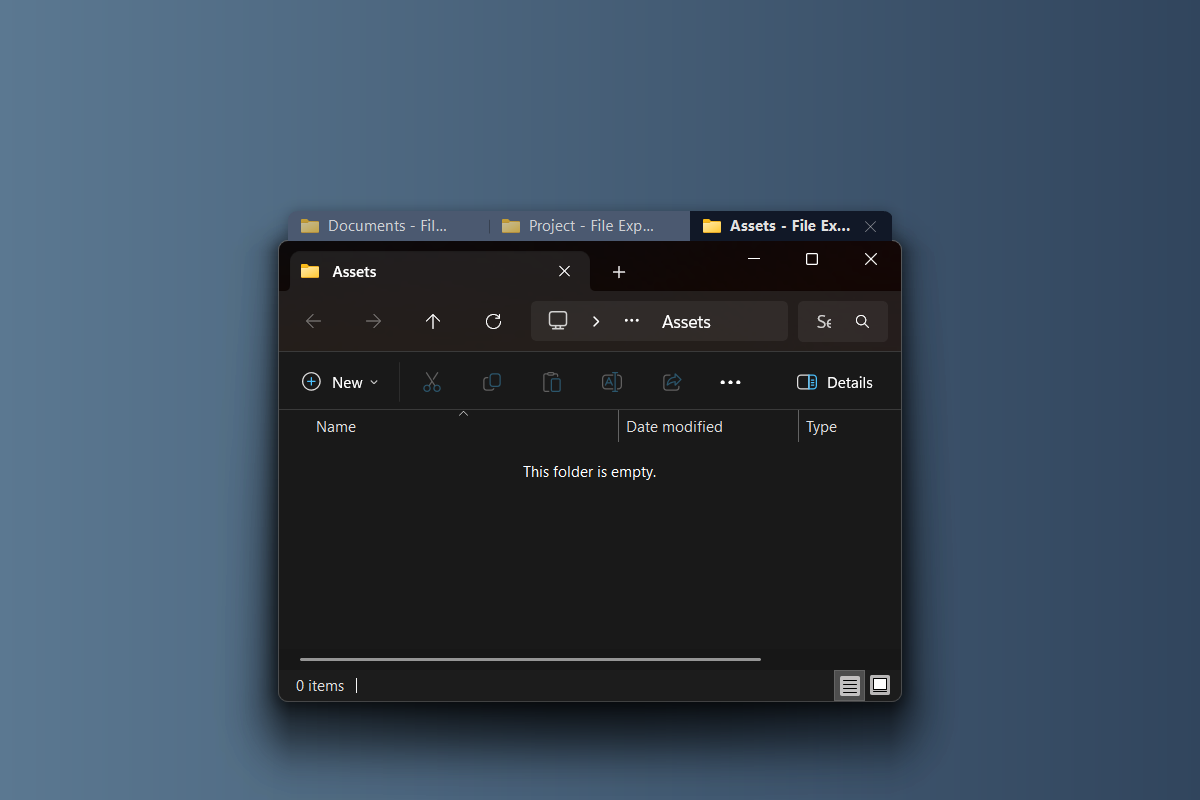 Documents - Fil... Project - File Exp... Assets - File Ex...
Assets
Assets
New Details
Name Date modified Type
This folder is empty.
0 items